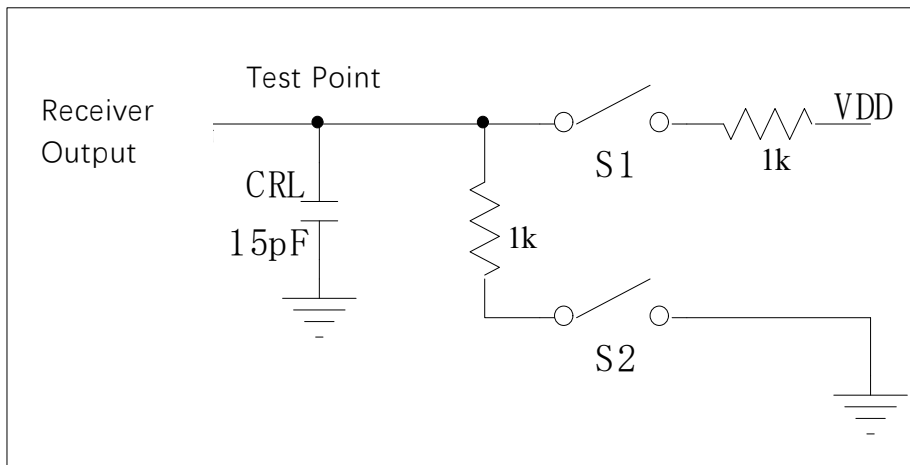 Test Point
Receiver
Output
VDD
S1
1k
CRL
15pF
1k
S2